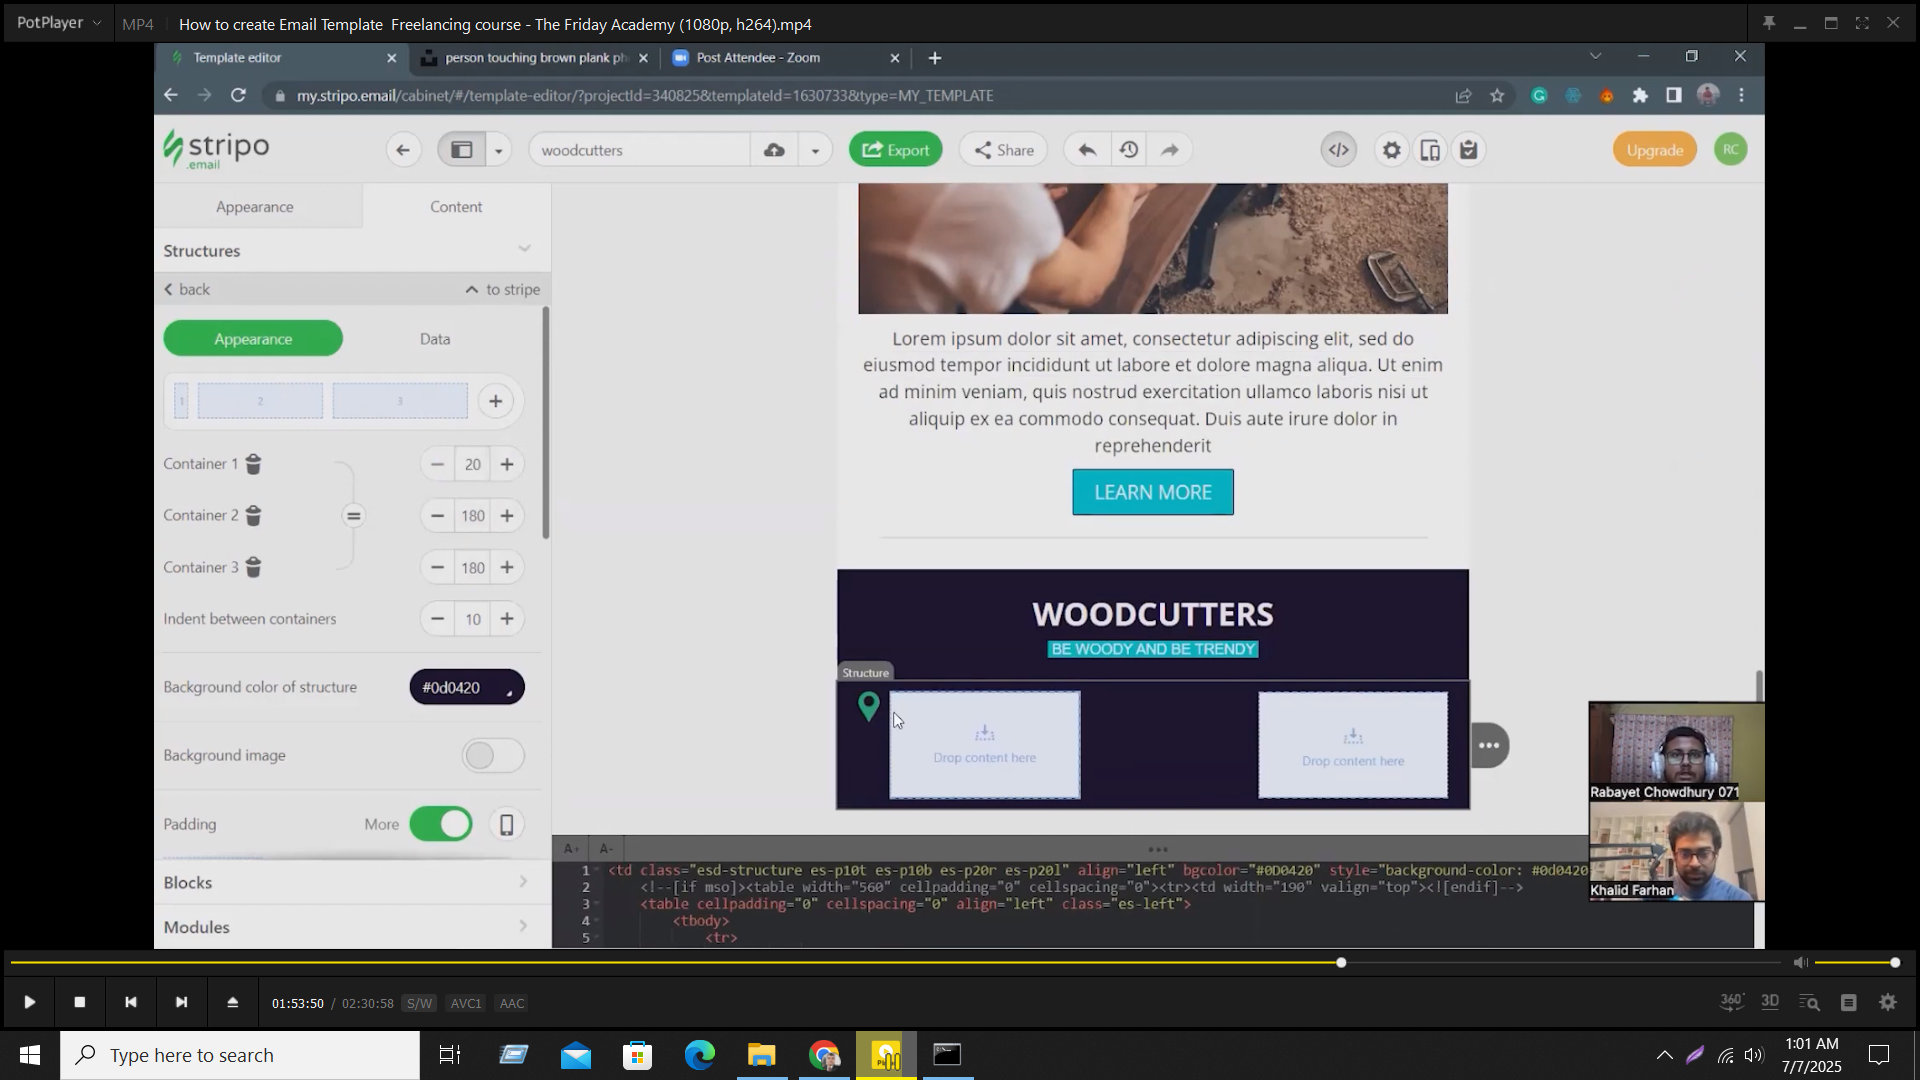 PotPlayer
MP4
How to create Email Template  Freelancing course - The Friday Academy (1080p, h264).mp4
Template editor
person touching brown plank ph
Post Attendee - Zoom
my.stripo.email/cabinet/#/template-editor/?projectId=340825&templateId=1630733&type=MY_TEMPLATE
stripo
.email
woodcutters
Export
Share
</>
Upgrade
RC
Appearance
Content
Structures
back
to stripe
Appearance
Data
1
2
3
Container 1
20
Container 2
180
Container 3
180
Indent between containers
10
Background color of structure
#0d0420
Background image
Padding
More
Blocks
Modules
Lorem ipsum dolor sit amet, consectetur adipiscing elit, sed do
eiusmod tempor incididunt ut labore et dolore magna aliqua. Ut enim
ad minim veniam, quis nostrud exercitation ullamco laboris nisi ut
aliquip ex ea commodo consequat. Duis aute irure dolor in
reprehenderit
LEARN MORE
WOODCUTTERS
BE WOODY AND BE TRENDY
Structure
Drop content here
Drop content here
Rabayet Chowdhury 071
Khalid Farhan
A+
A-
1 <td class="esd-structure es-p10t es-p10b es-p20r es-p20l" align="left" bgcolor="#0D0420" style="background-color: #0d0420
2 <!--[if mso]><table width="560" cellpadding="0" cellspacing="0"><tr><td width="190" valign="top"><![endif]-->
3 <table cellpadding="0" cellspacing="0" align="left" class="es-left">
4 <tbody>
5 <tr>
01:53:50 / 02:30:58
S/W
AVC1
AAC
360°
3D
Type here to search
1:01 AM
7/7/2025